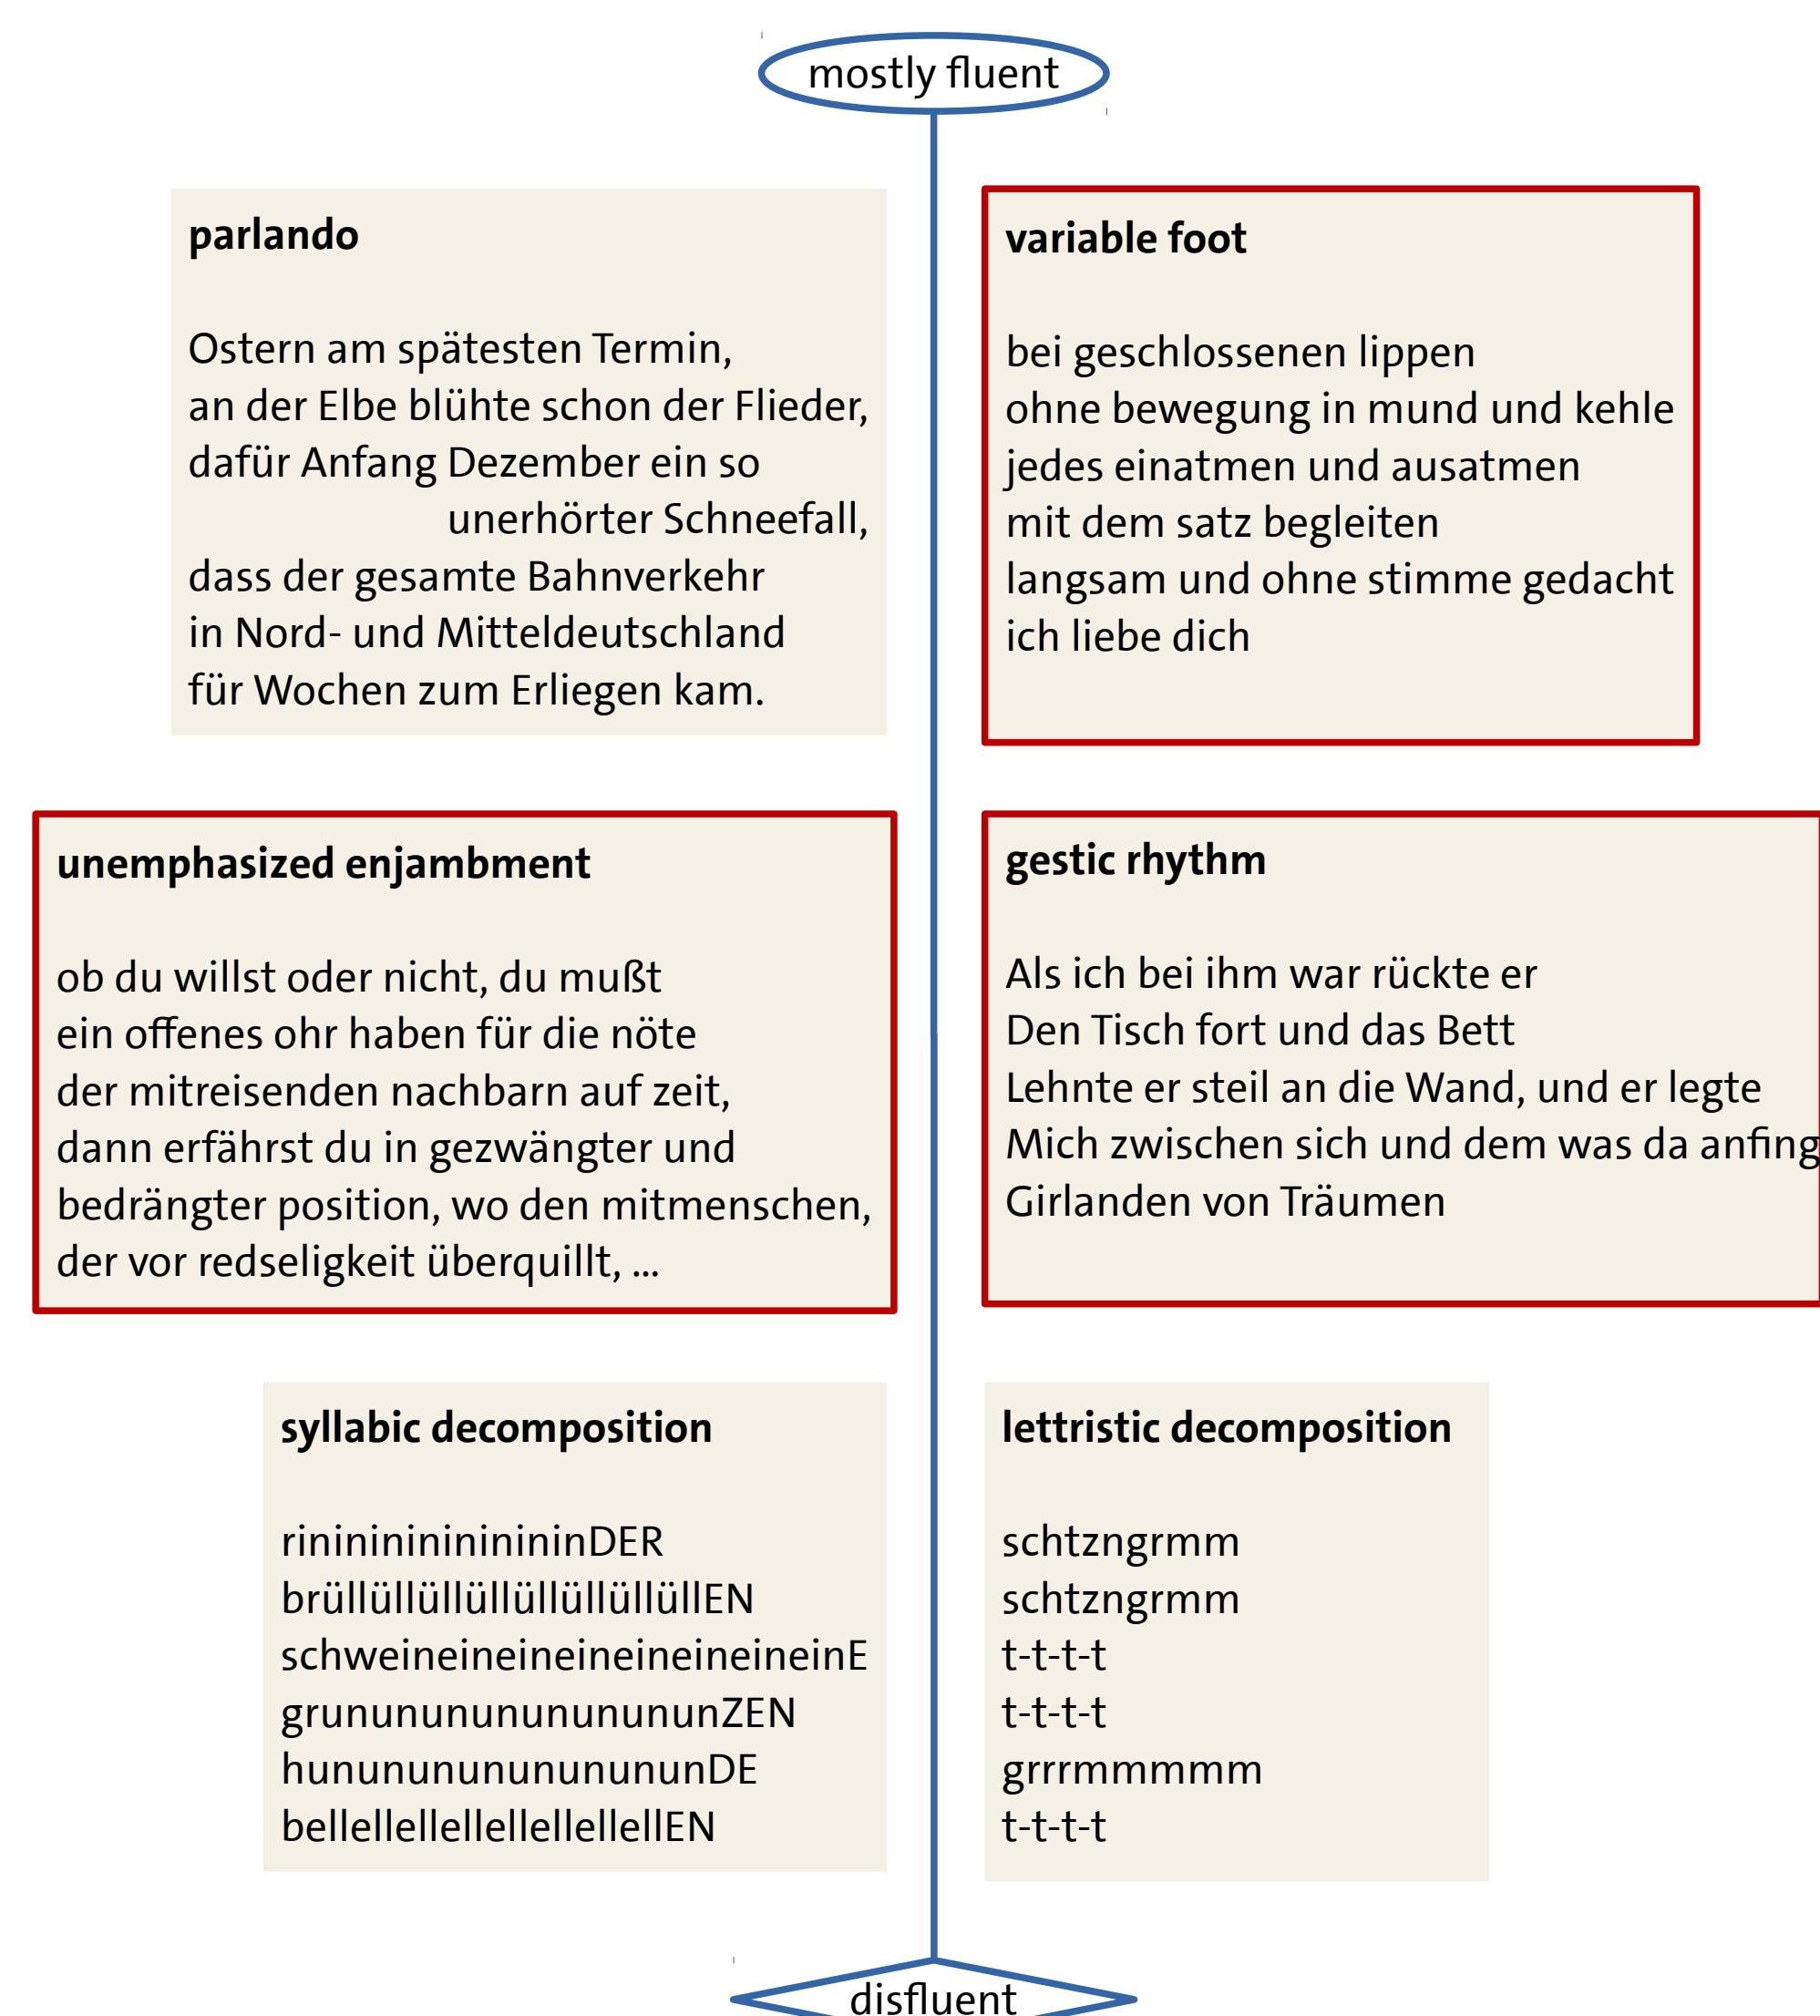 mostly fluent
parlando
Ostern am spätesten Termin,
an der Elbe blühte schon der Flieder,
dafür Anfang Dezember ein so
unerhörter Schneefall,
dass der gesamte Bahnverkehr
in Nord- und Mitteldeutschland
für Wochen zum Erliegen kam.
variable foot
bei geschlossenen lippen
ohne bewegung in mund und kehle
jedes einatmen und ausatmen
mit dem satz begleiten
langsam und ohne stimme gedacht
ich liebe dich
unemphasized enjambment
ob du willst oder nicht, du mußt
ein offenes ohr haben für die nöte
der mitreisenden nachbarn auf zeit,
dann erfährst du in gezwängter und
bedrängter position, wo den mitmenschen,
der vor redseligkeit überquillt, ...
gestic rhythm
Als ich bei ihm war rückte er
Den Tisch fort und das Bett
Lehnte er steil an die Wand, und er legte
Mich zwischen sich und dem was da anfing
Girlanden von Träumen
syllabic decomposition
rininininininininDER
brüllüllüllüllüllüllüllüllüllEN
schweineineineineineineineinE
grunununununununZEN
hunununununununDE
bellellellellellellellellEN
lettristic decomposition
schtzngrmm
schtzngrmm
t-t-t-t
t-t-t-t
grrrmmmmm
t-t-t-t
disfluent